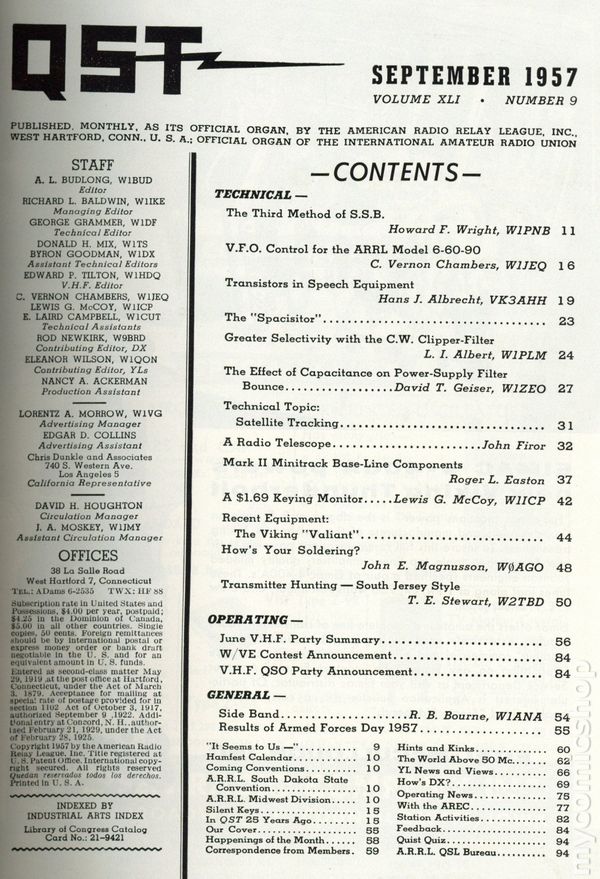 QST
SEPTEMBER 1957
VOLUME XLI • NUMBER 9
PUBLISHED, MONTHLY, AS ITS OFFICIAL ORGAN, BY THE AMERICAN RADIO RELAY LEAGUE, INC.,
WEST HARTFORD, CONN., U. S. A.; OFFICIAL ORGAN OF THE INTERNATIONAL AMATEUR RADIO UNION
STAFF
A. L. BUDLONG, W1BUD
Editor
RICHARD L. BALDWIN, W1IKE
Managing Editor
GEORGE GRAMMER, W1DF
Technical Editor
DONALD H. MIX, W1TS
BYRON GOODMAN, W1DX
Assistant Technical Editors
EDWARD P. TILTON, W1HDQ
V.H.F. Editor
C. VERNON CHAMBERS, W1JEQ
LEWIS G. McCOY, W1ICP
E. LAIRD CAMPBELL, W1CUT
Technical Assistants
ROD NEWKIRK, W9BRD
Contributing Editor, DX
ELEANOR WILSON, W1QON
Contributing Editor, YLs
NANCY A. ACKERMAN
Production Assistant
LORENTZ A. MORROW, W1VG
Advertising Manager
EDGAR D. COLLINS
Advertising Assistant
Chris Dunkle and Associates
740 S. Western Ave.
Los Angeles 5
California Representative
DAVID H. HOUGHTON
Circulation Manager
J. A. MOSKEY, W1JMY
Assistant Circulation Manager
OFFICES
38 La Salle Road
West Hartford 7, Connecticut
TEL.: ADams 6-2535 TWX: HF 88
Subscription rate in United States and
Possessions, $4.00 per year, postpaid;
$4.25 in the Dominion of Canada,
$5.00 in all other countries. Single
copies, 50 cents. Foreign remittances
should be by international postal or
express money order or bank draft
negotiable in the U. S. and for an
equivalent amount in U. S. funds.
Entered as second-class matter May
29, 1919, at the post office at Hartford,
Connecticut, under the Act of March
3, 1879. Acceptance for mailing at
special rate of postage provided for in
section 1102 Act of October 3, 1917,
authorized September 9, 1922. Addi-
tional entry at Concord, N. H., author-
ized February 21, 1929, under the Act
of February 28, 1925.
Copyright 1957 by the American Radio
Relay League, Inc. Title registered at
U. S. Patent Office. International copy-
right secured. All rights reserved
Quedan reservados todos los derechos.
Printed in U. S. A.
INDEXED BY
INDUSTRIAL ARTS INDEX
Library of Congress Catalog
Card No.: 21-9421
—CONTENTS—
TECHNICAL —
The Third Method of S.S.B.
Howard F. Wright, W1PNB 11
V.F.O. Control for the ARRL Model 6-60-90
C. Vernon Chambers, W1JEQ 16
Transistors in Speech Equipment
Hans J. Albrecht, VK3AHH 19
The "Spacisitor" 23
Greater Selectivity with the C.W. Clipper-Filter
L. I. Albert, W1PLM 24
The Effect of Capacitance on Power-Supply Filter
Bounce David T. Geiser, W1ZEO 27
Technical Topic:
Satellite Tracking 31
A Radio Telescope John Firor 32
Mark II Minitrack Base-Line Components
Roger L. Easton 37
A $1.69 Keying Monitor Lewis G. McCoy, W1ICP 42
Recent Equipment:
The Viking "Valiant" 44
How's Your Soldering?
John E. Magnusson, WØAGO 48
Transmitter Hunting — South Jersey Style
T. E. Stewart, W2TBD 50
OPERATING —
June V.H.F. Party Summary 56
W/VE Contest Announcement 84
V.H.F. QSO Party Announcement 84
GENERAL —
Side Band R. B. Bourne, W1ANA 54
Results of Armed Forces Day 1957 55
"It Seems to Us —" 9
Hamfest Calendar 10
Coming Conventions 10
A.R.R.L. South Dakota State
Convention 10
A.R.R.L. Midwest Division 10
Silent Keys 15
In QST 25 Years Ago 15
Our Cover 55
Happenings of the Month 58
Correspondence from Members 59
Hints and Kinks 60
The World Above 50 Mc. 62
YL News and Views 66
How's DX? 69
Operating News 75
With the AREC 77
Station Activities 82
Feedback 84
Quist Quiz 94
A.R.R.L. QSL Bureau 94
mycomicshop